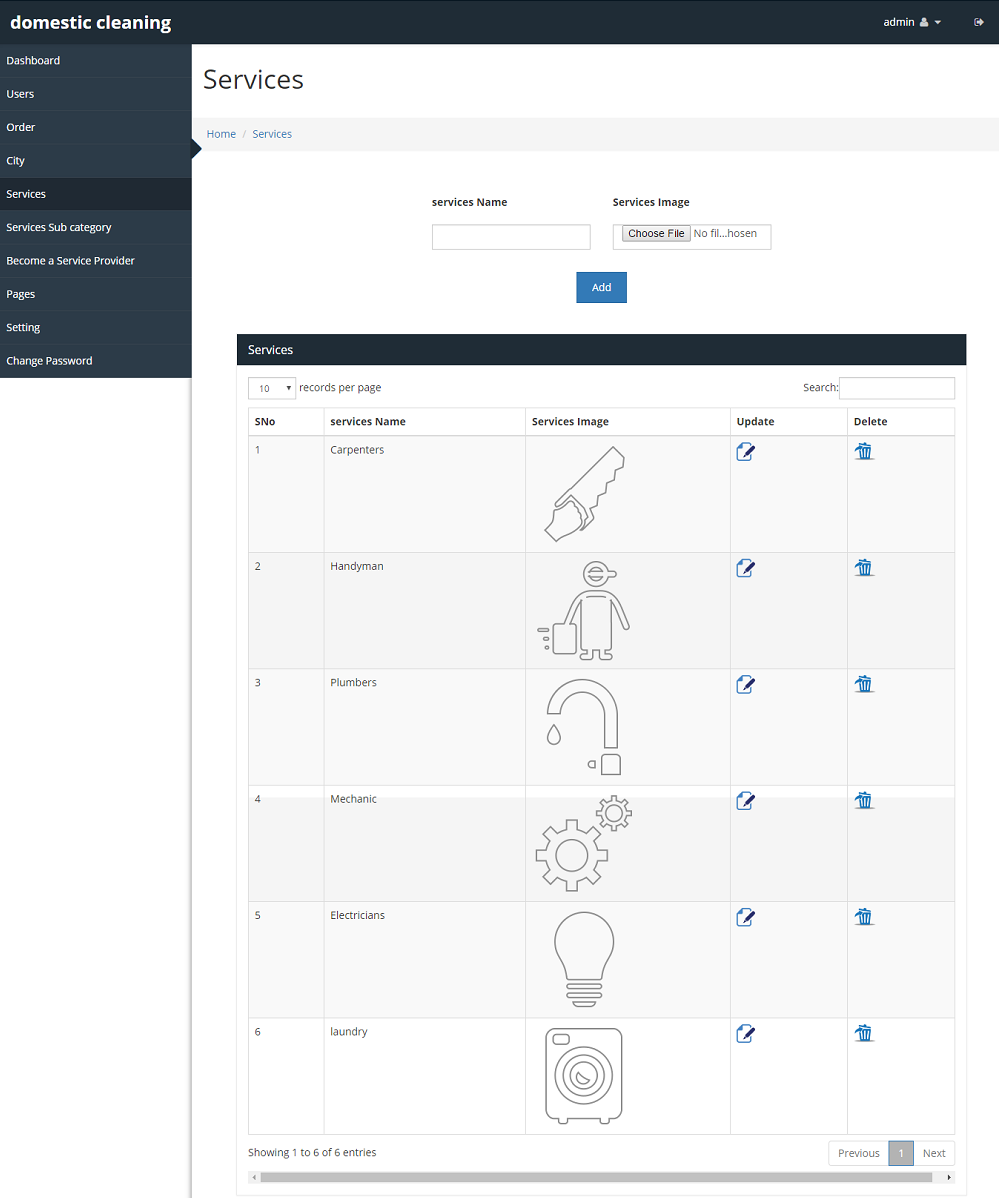 domestic cleaning
admin
Dashboard
Users
Order
City
Services
Services Sub category
Become a Service Provider
Pages
Setting
Change Password
Services
Home / Services
services Name
Services Image
Choose File No fil...hosen
Add
Services
10 records per page
Search:
SNo services Name Services Image Update Delete
1 Carpenters
2 Handyman
3 Plumbers
4 Mechanic
5 Electricians
6 laundry
Showing 1 to 6 of 6 entries
Previous 1 Next